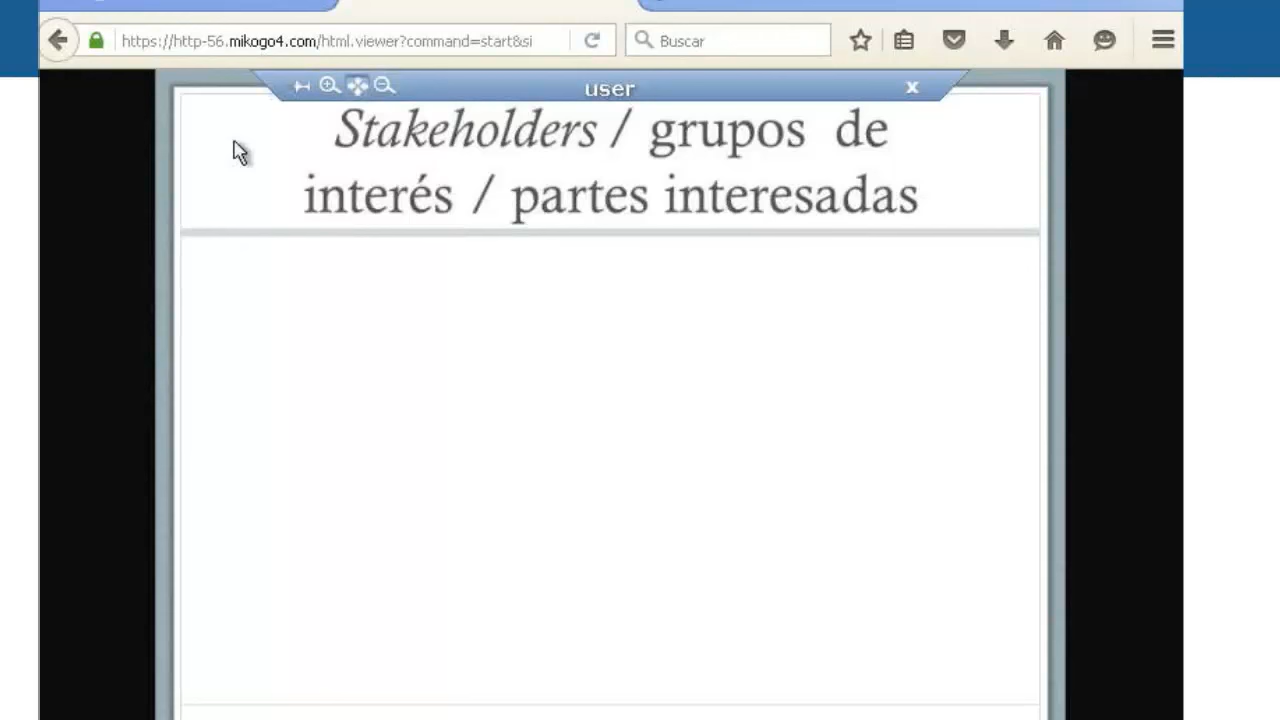 https://http-56.mikogo4.com/html.viewer?command=start&si
Buscar
user
x
Stakeholders / grupos de
interés / partes interesadas